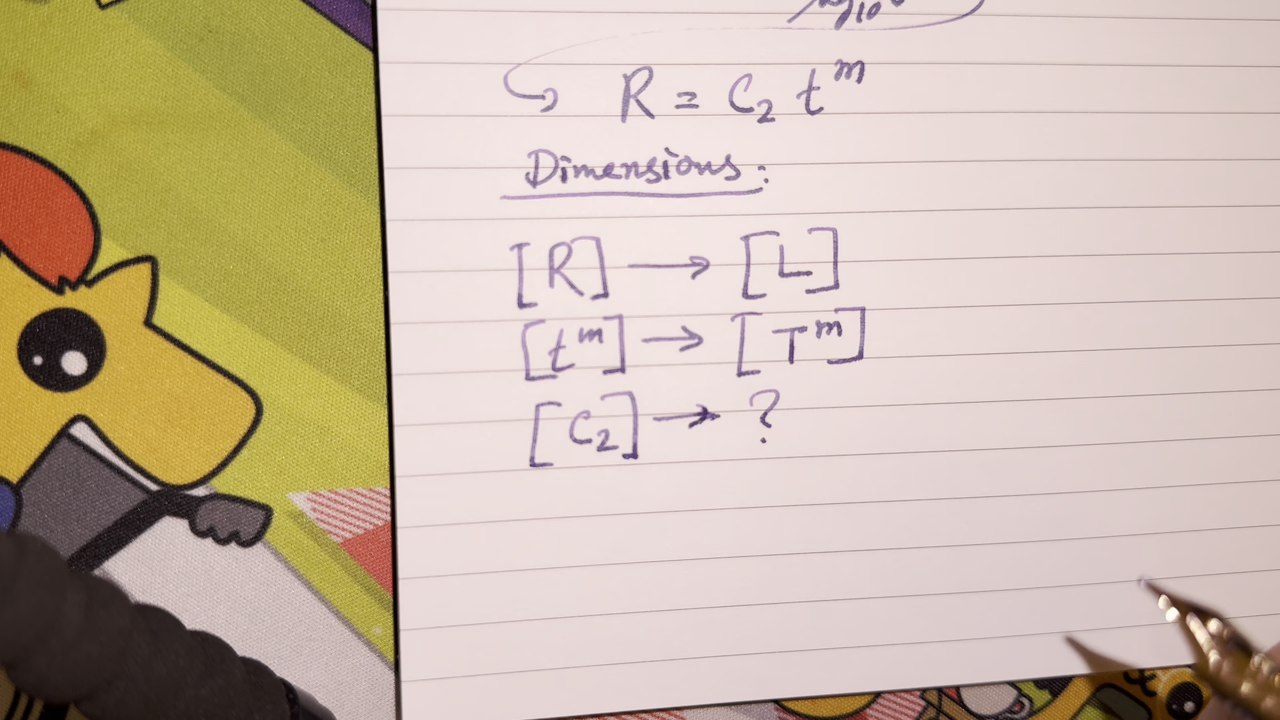 R = C₂ tᵐ
Dimensions:
[R] → [L]
[tᵐ] → [Tᵐ]
[C₂] → ?